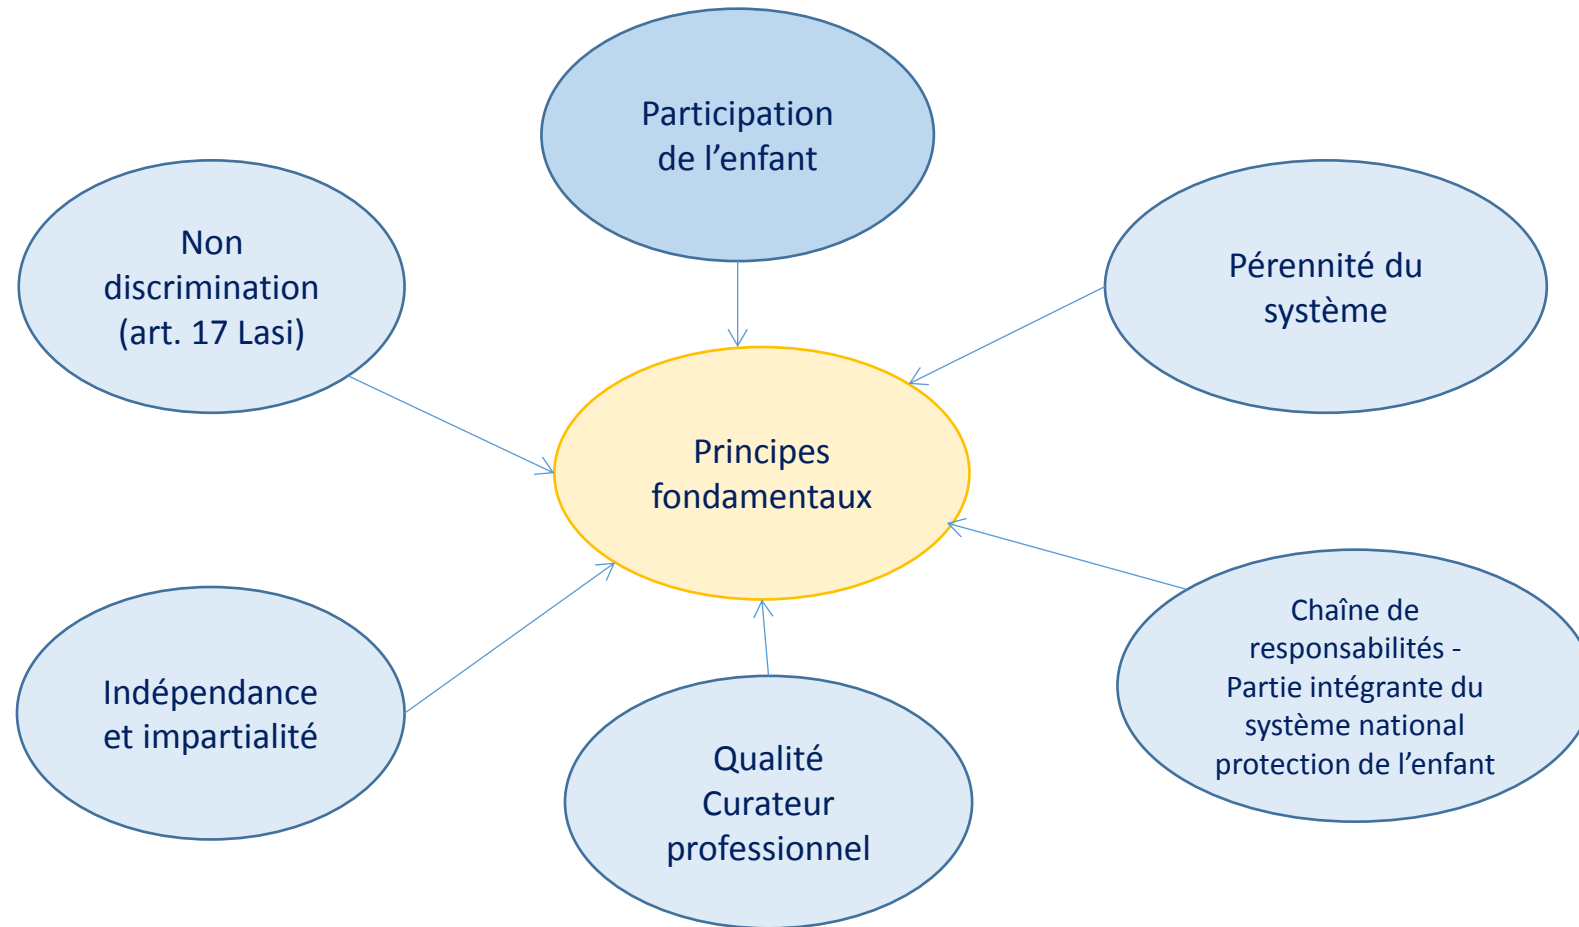 Participation
de l’enfant
Non
discrimination
(art. 17 Lasi)
Pérennité du
système
Principes
fondamentaux
Indépendance
et impartialité
Qualité
Curateur
professionnel
Chaîne de
responsabilités -
Partie intégrante du
système national
protection de l’enfant